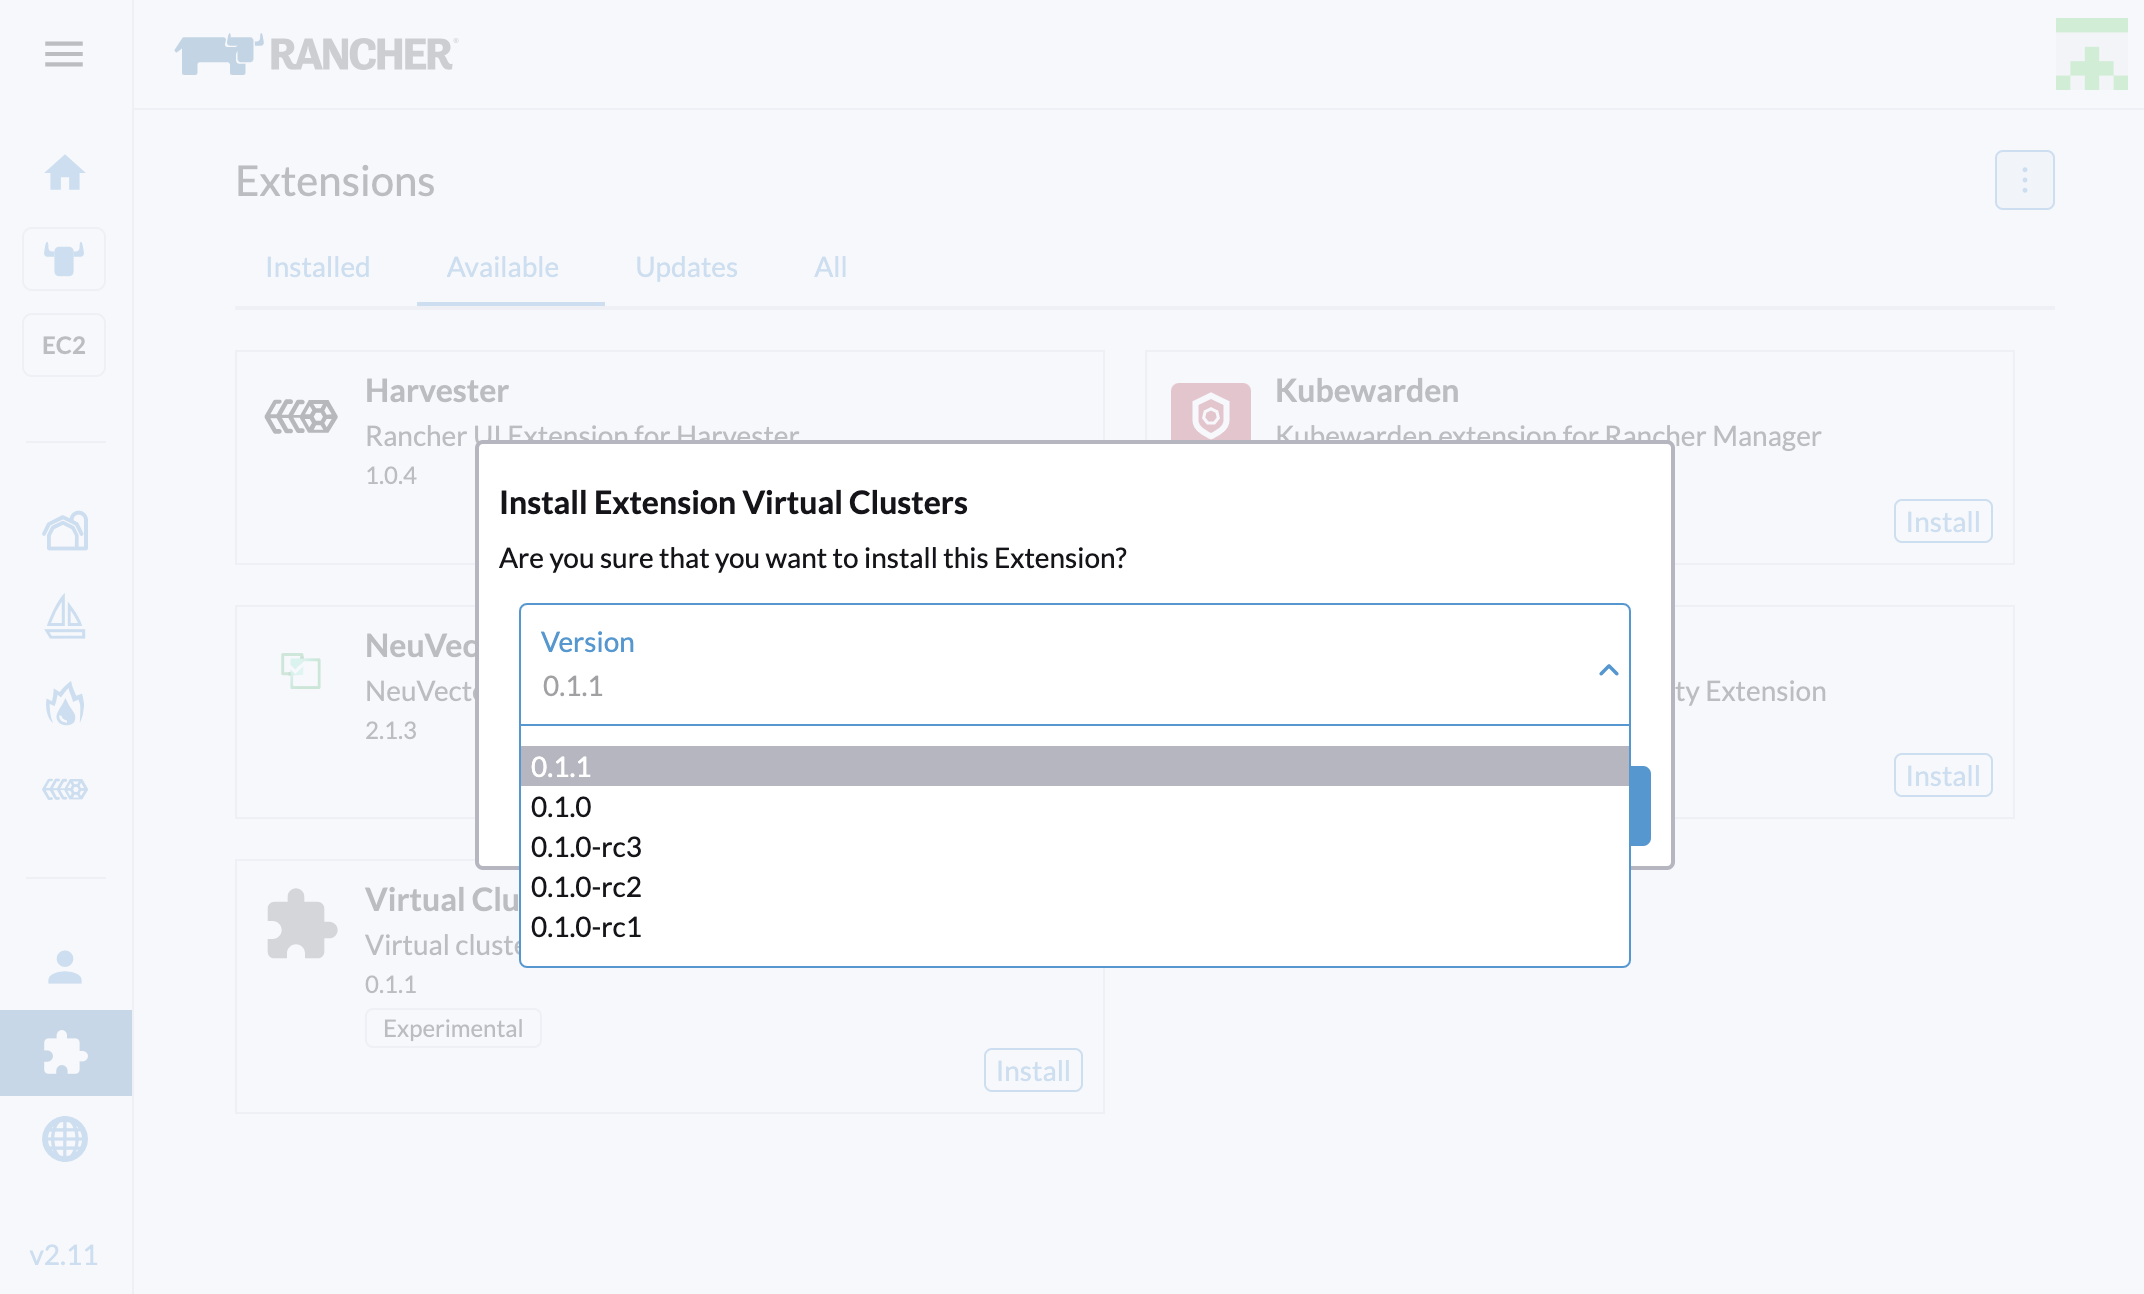 RANCHER
Extensions
Installed
Available
Updates
All
EC2
Harvester
Rancher UI Extension for Harvester
1.0.4
Kubewarden
Kubewarden extension for Rancher Manager
Install
Install Extension Virtual Clusters
Are you sure that you want to install this Extension?
Version
0.1.1
0.1.1
0.1.0
0.1.0-rc3
0.1.0-rc2
0.1.0-rc1
NeuVec
NeuVect
2.1.3
ty Extension
Install
Virtual Clu
Virtual cluste
0.1.1
Experimental
Install
v2.11